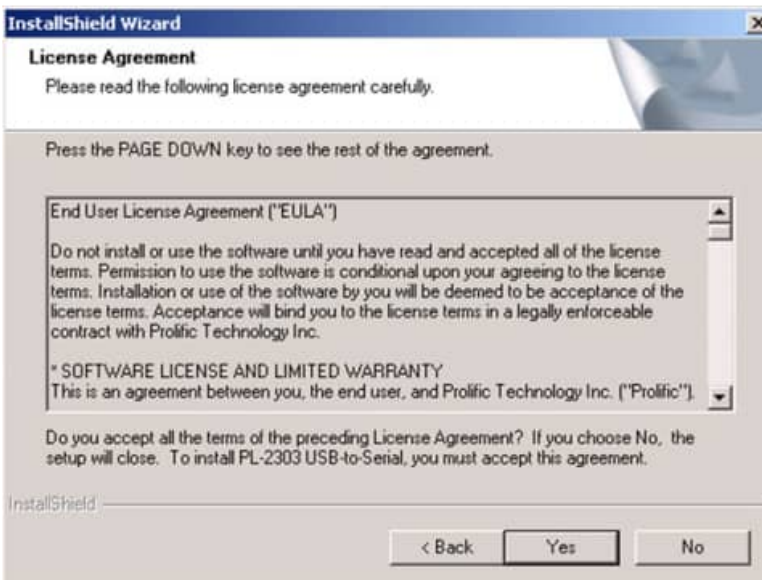 InstallShield Wizard
License Agreement
Please read the following license agreement carefully.
Press the PAGE DOWN key to see the rest of the agreement.
End User License Agreement ("EULA")
Do not install or use the software until you have read and accepted all of the license
terms. Permission to use the software is conditional upon your agreeing to the license
terms. Installation or use of the software by you will be deemed to be acceptance of the
license terms. Acceptance will bind you to the license terms in a legally enforceable
contract with Prolific Technology Inc.
* SOFTWARE LICENSE AND LIMITED WARRANTY
This is an agreement between you, the end user, and Prolific Technology Inc. ("Prolific").
Do you accept all the terms of the preceding License Agreement? If you choose No, the
setup will close. To install PL-2303 USB-to-Serial, you must accept this agreement.
InstallShield
< Back Yes No